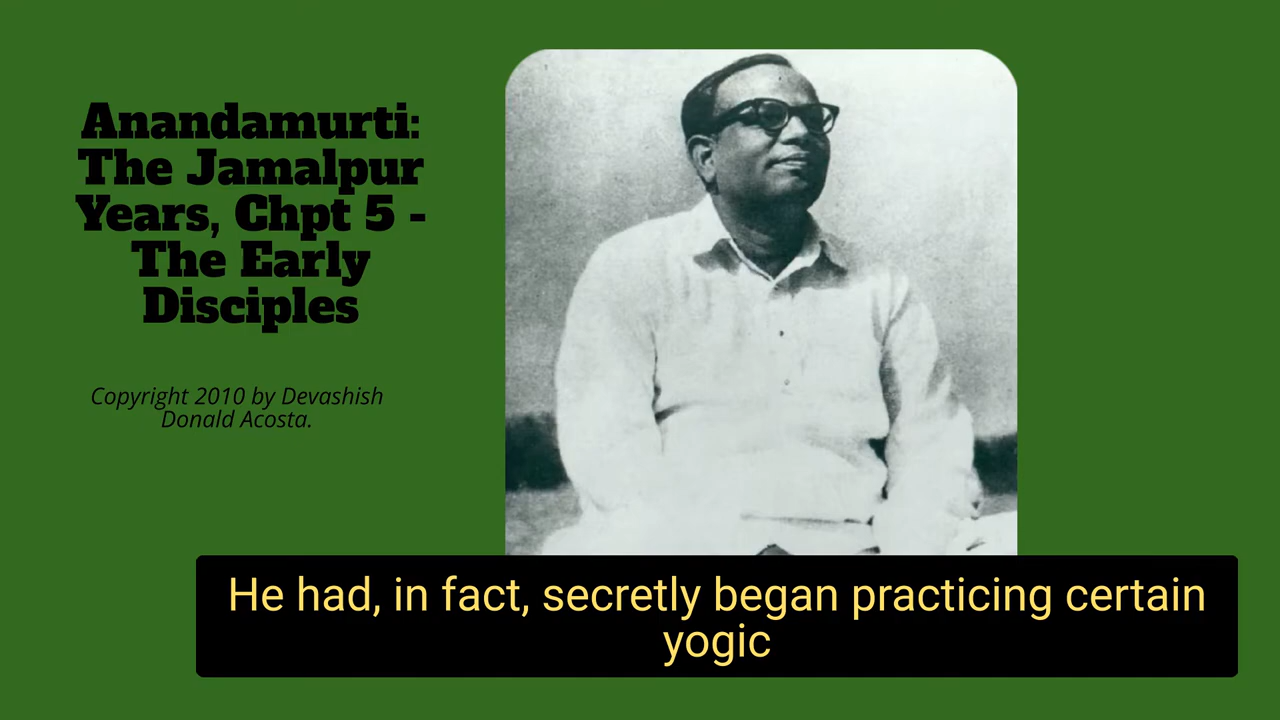 Anandamurti:
The Jamalpur
Years, Chpt 5 -
The Early
Disciples
Copyright 2010 by Devashish
Donald Acosta.
He had, in fact, secretly began practicing certain
yogic